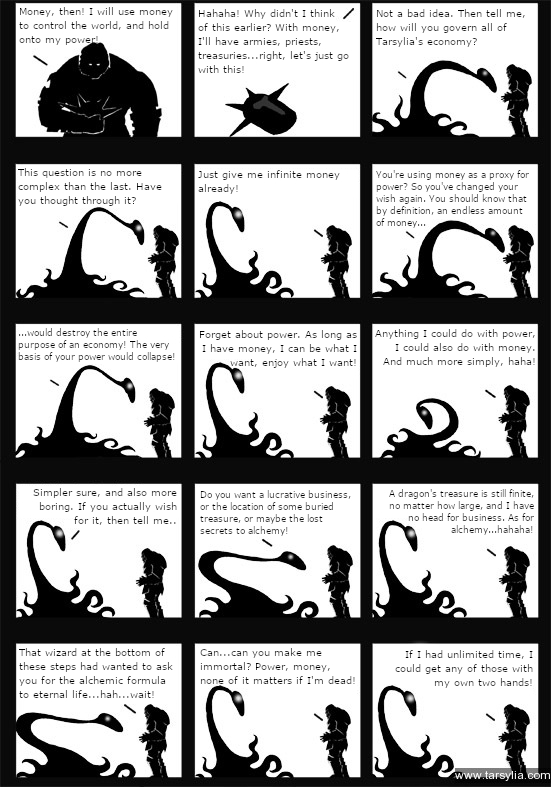 Money, then! I will use money
to control the world, and hold
onto my power!
Hahaha! Why didn't I think
of this earlier? With money,
I'll have armies, priests,
treasuries...right, let's just go
with this!
Not a bad idea. Then tell me,
how will you govern all of
Tarsylia's economy?
This question is no more
complex than the last. Have
you thought through it?
Just give me infinite money
already!
You're using money as a proxy for
power? So you've changed your
wish again. You should know that
by definition, an endless amount
of money...
...would destroy the entire
purpose of an economy! The very
basis of your power would collapse!
Forget about power. As long as
I have money, I can be what I
want, enjoy what I want!
Anything I could do with power,
I could also do with money.
And much more simply, haha!
Simpler sure, and also more
boring. If you actually wish
for it, then tell me..
Do you want a lucrative business,
or the location of some buried
treasure, or maybe the lost
secrets to alchemy!
A dragon's treasure is still finite,
no matter how large, and I have
no head for business. As for
alchemy...hahaha!
That wizard at the bottom of
these steps had wanted to ask
you for the alchemic formula
to eternal life...hah...wait!
Can...can you make me
immortal? Power, money,
none of it matters if I'm dead!
If I had unlimited time, I
could get any of those with
my own two hands!
www.tarsylia.com